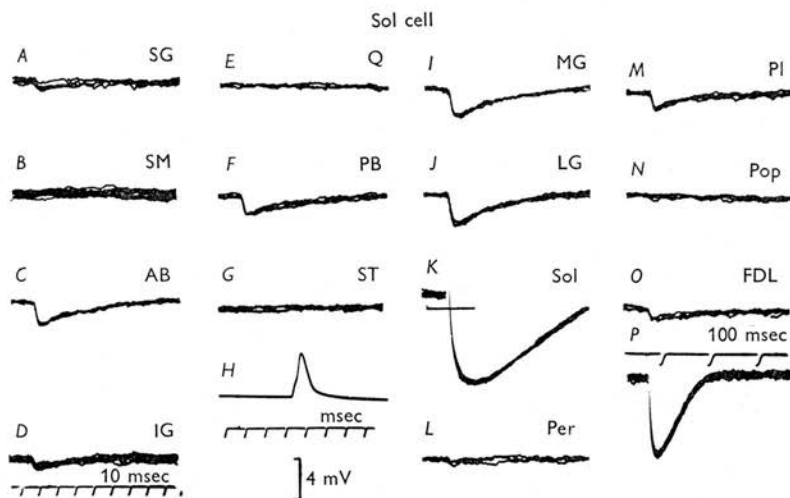 Sol cell
A SG
E Q
I MG
M Pl
B SM
F PB
J LG
N Pop
C AB
G ST
K Sol
O FDL
P 100 msec
H
msec
D IG
10 msec
4 mV
L Per